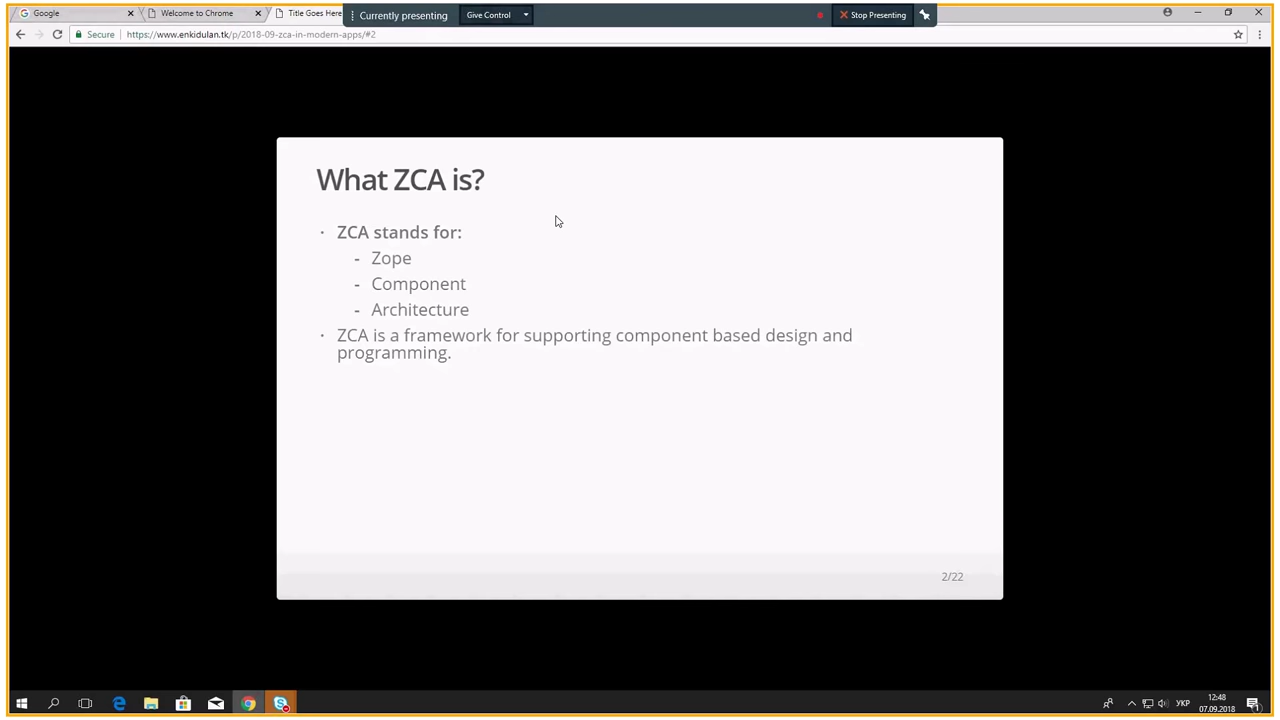 Google
Welcome to Chrome
Title Goes Here
Currently presenting
Give Control
Stop Presenting
Secure
https://www.enkidulan.tk/p/2018-09-zca-in-modern-apps/#2
What ZCA is?
· ZCA stands for:
- Zope
- Component
- Architecture
· ZCA is a framework for supporting component based design and
programming.
2/22
УКР
12:48
07.09.2018
1